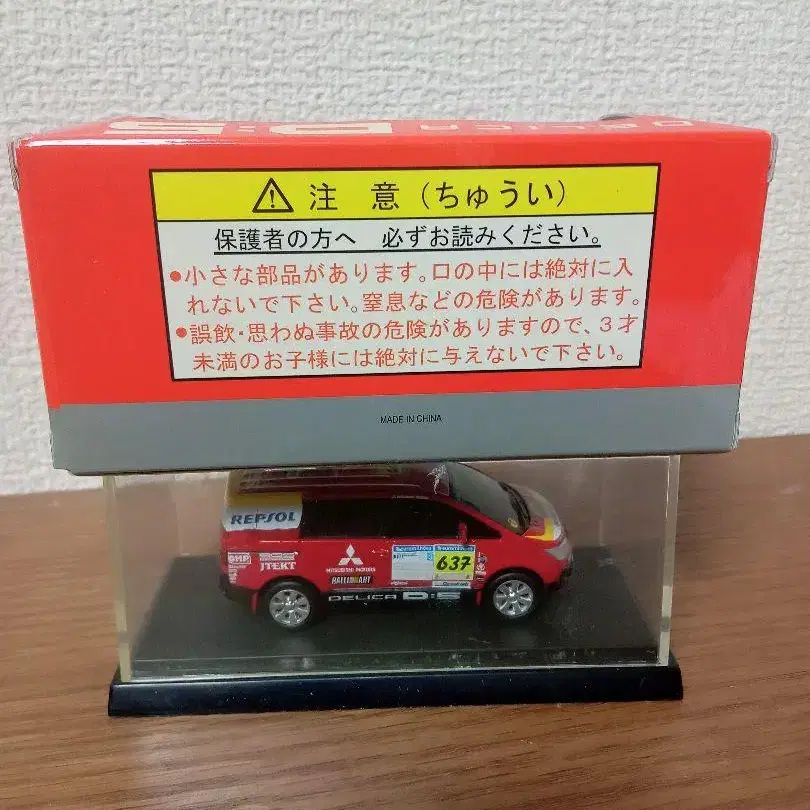 DELICA D:5
注　意（ちゅうい）
保護者の方へ　必ずお読みください。
●小さな部品があります。口の中には絶対に入
れないで下さい。窒息などの危険があります。
●誤飲・思わぬ事故の危険がありますので、３才
未満のお子様には絶対に与えないで下さい。
MADE IN CHINA
REPSOL
OMP
JTEKT
MITSUBISHI MOTORS
RALLIART
637
DELICA D:5